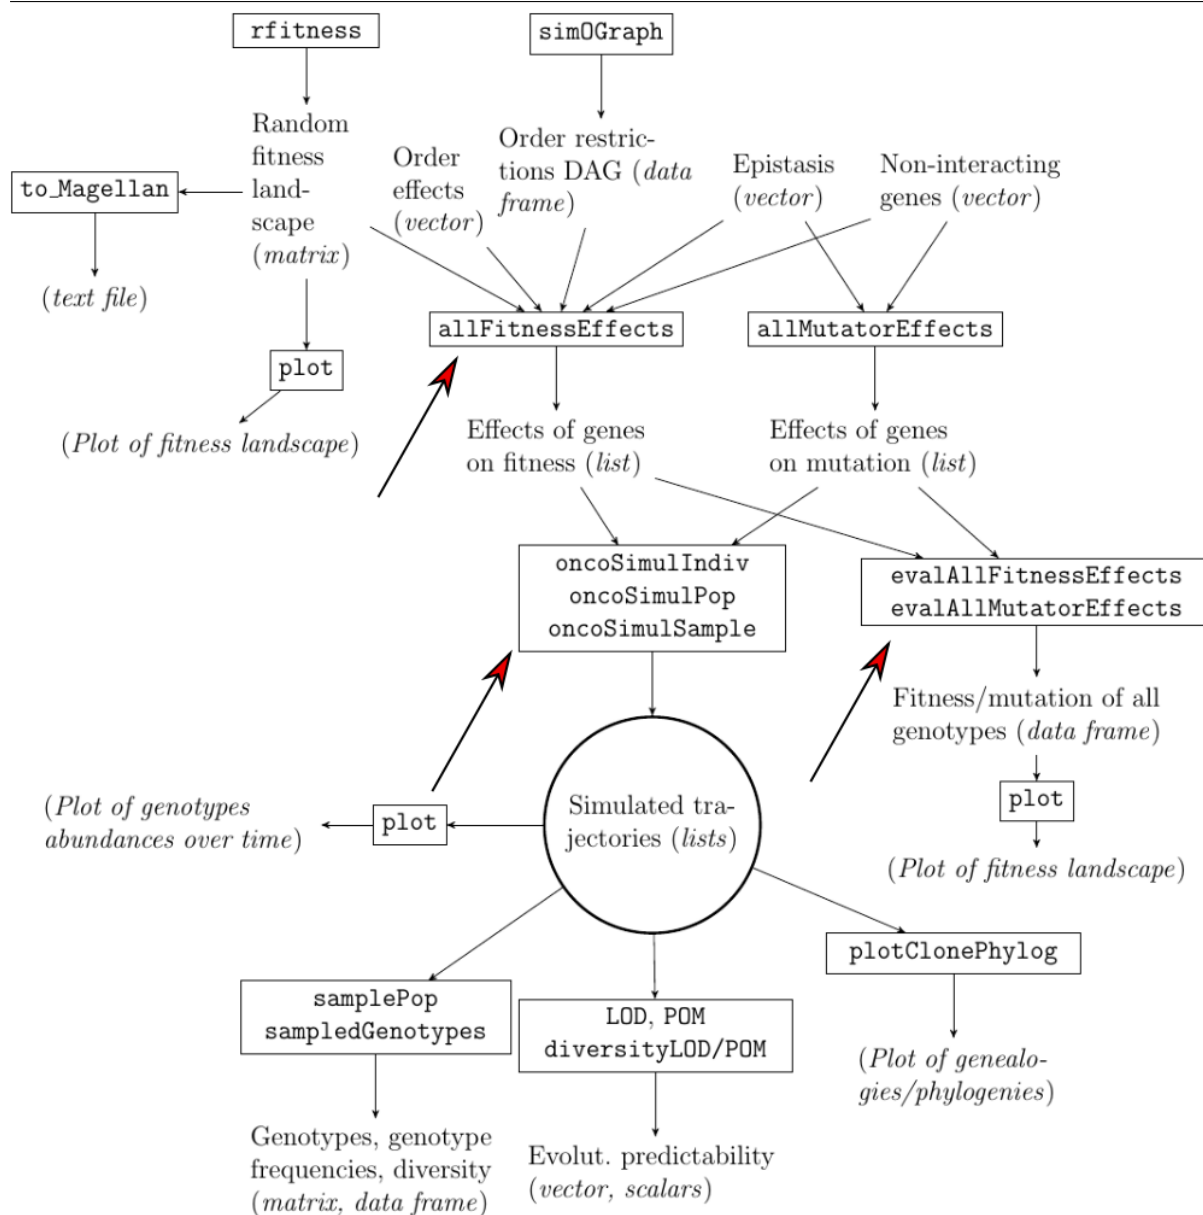 rfitness
simOGraph
Random
fitness
land-
scape
(matrix)
Order
effects
(vector)
Order restric-
tions DAG (data
frame)
Epistasis
(vector)
Non-interacting
genes (vector)
to_Magellan
(text file)
allFitnessEffects
allMutatorEffects
plot
(Plot of fitness landscape)
Effects of genes
on fitness (list)
Effects of genes
on mutation (list)
oncoSimulIndiv
oncoSimulPop
oncoSimulSample
evalAllFitnessEffects
evalAllMutatorEffects
Fitness/mutation of all
genotypes (data frame)
plot
(Plot of fitness landscape)
Simulated tra-
jectories (lists)
plot
(Plot of genotypes
abundances over time)
plotClonePhylog
(Plot of genealo-
gies/phylogenies)
samplePop
sampledGenotypes
LOD, POM
diversityLOD/POM
Genotypes, genotype
frequencies, diversity
(matrix, data frame)
Evolut. predictability
(vector, scalars)